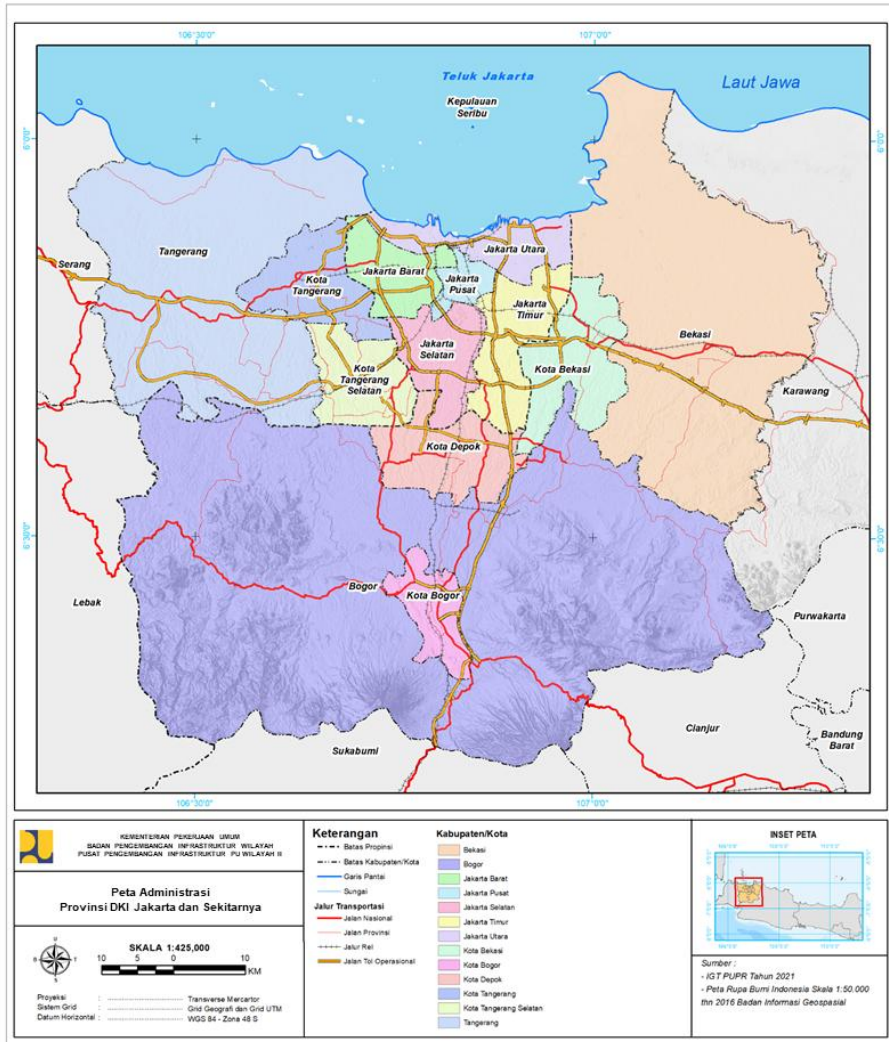 106°30'0"
107°0'0"
Teluk Jakarta
Laut Jawa
Kepulauan
Seribu
6°0'0"
6°0'0"
Jakarta Utara
Tangerang
Serang
Jakarta Barat
Kota
Tangerang
Jakarta
Pusat
Jakarta
Timur
Bekasi
Jakarta
Selatan
Kota
Tangerang
Selatan
Kota Bekasi
Karawang
Kota Depok
6°30'0"
6°30'0"
Bogor
Kota Bogor
Lebak
Purwakarta
Cianjur
Sukabumi
Bandung
Barat
106°30'0"
107°0'0"
KEMENTERIAN PEKERJAAN UMUM
BADAN PENGEMBANGAN INFRASTRUKTUR WILAYAH
PUSAT PENGEMBANGAN INFRASTRUKTUR PU WILAYAH II
Peta Administrasi
Provinsi DKI Jakarta dan Sekitarnya
U
B
T
S
SKALA 1:425,000
10 5 0 10
KM
Proyeksi : Transverse Mercartor
Sistem Grid : Grid Geografi dan Grid UTM
Datum Horizontal : WGS 84 - Zona 48 S
Keterangan
Batas Propinsi
Batas Kabupaten/Kota
Garis Pantai
Sungai
Jalur Transportasi
Jalan Nasional
Jalan Provinsi
Jalur Rel
Jalan Tol Operasional
Kabupaten/Kota
Bekasi
Bogor
Jakarta Barat
Jakarta Pusat
Jakarta Selatan
Jakarta Timur
Jakarta Utara
Kota Bekasi
Kota Bogor
Kota Depok
Kota Tangerang
Kota Tangerang Selatan
Tangerang
INSET PETA
Sumber :
- IGT PUPR Tahun 2021
- Peta Rupa Bumi Indonesia Skala 1:50.000
thn 2016 Badan Informasi Geospasial